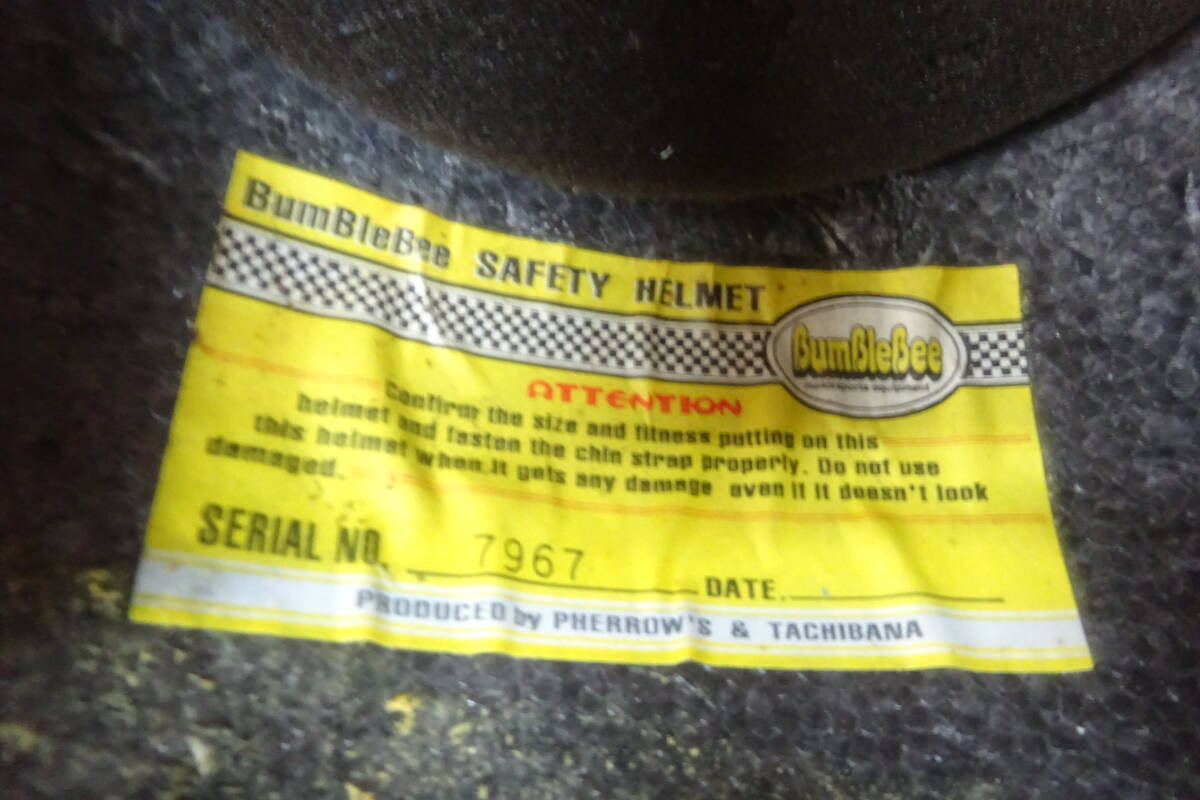 BumBleBee SAFETY HELMET
BumBleBee
ATTENTION
Confirm the size and fitness putting on this
helmet and fasten the chin strap properly. Do not use
this helmet when it gets any damage even if it doesn't look
damaged.
SERIAL NO. 7967 DATE.
PRODUCED by PHERROW'S & TACHIBANA